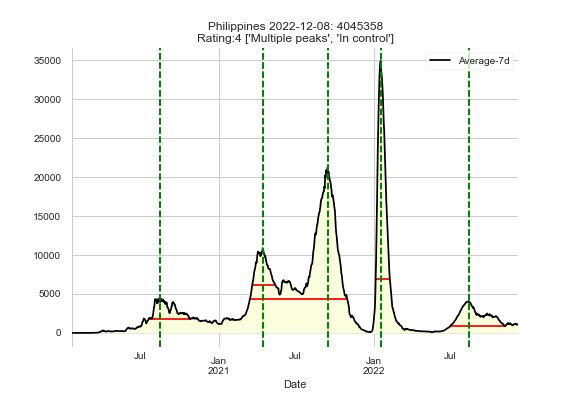 Philippines 2022-12-08: 4045358
Rating:4 ['Multiple peaks', 'In control']
Average-7d
35000
30000
25000
20000
15000
10000
5000
0
Jul
Jan
2021
Jul
Jan
2022
Jul
Date